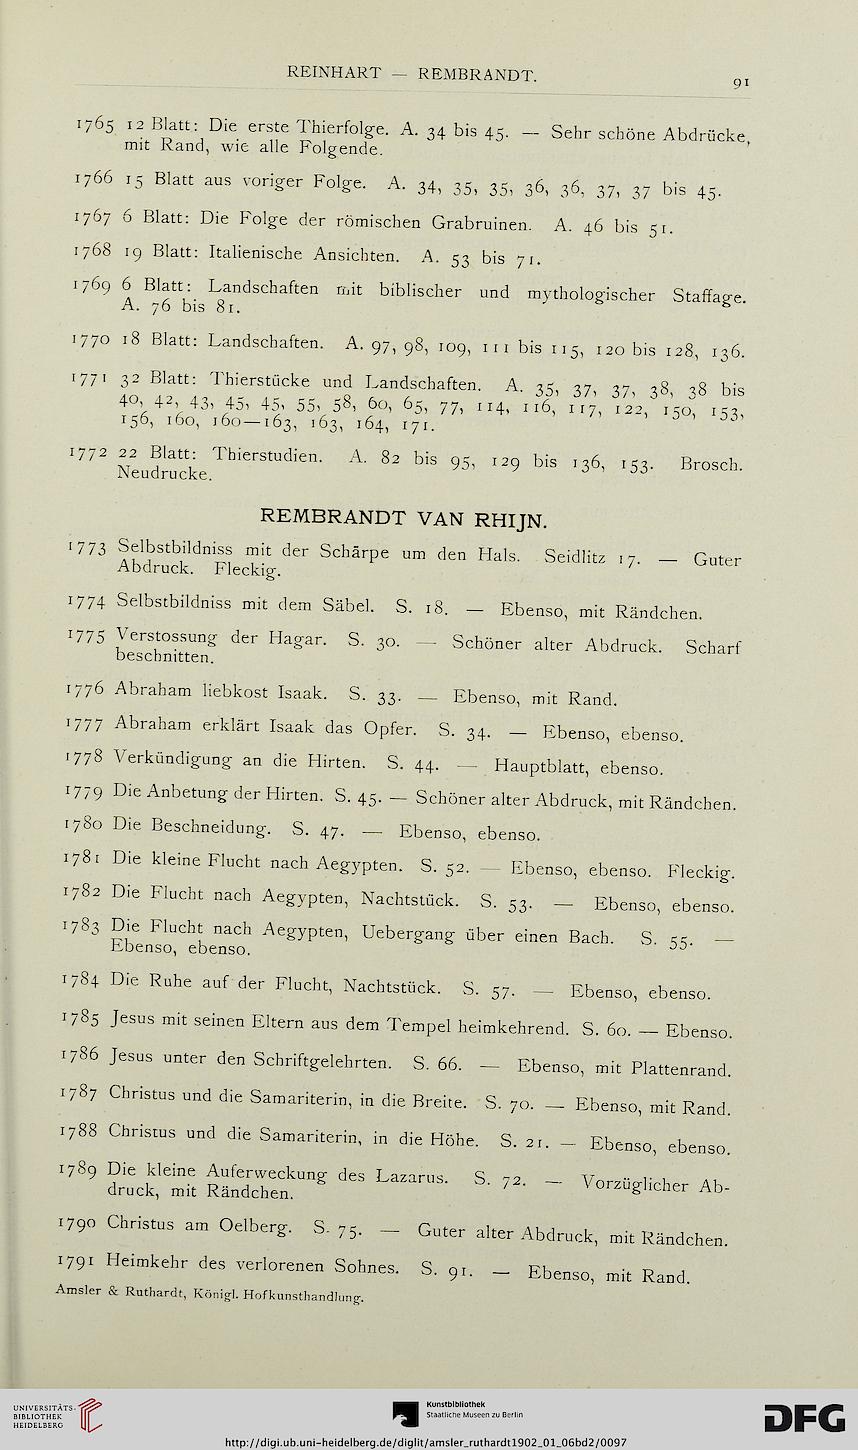 REINHART — REMBRANDT.
91
1765 12 Blatt: Die erste Thierfolge. A. 34 bis 45. — Sehr schöne Abdrücke,
mit Rand, wie alle Folgende.
1766 15 Blatt aus voriger Folge. A. 34, 35, 35, 36, 36, 37, 37 bis 45.
1767 6 Blatt: Die Folge der römischen Grabruinen. A. 46 bis 51.
1768 19 Blatt: Italienische Ansichten. A. 53 bis 71.
1769 6 Blatt: Landschaften mit biblischer und mythologischer Staffage.
A. 76 bis 81.
1770 18 Blatt: Landschaften. A. 97, 98, 109, 111 bis 115, 120 bis 128, 136.
1771 32 Blatt: Thierstücke und Landschaften. A. 35, 37, 37, 38, 38 bis
40, 42, 43, 45, 45, 55, 58, 60, 65, 77, 114, 116, 117, 122, 150, 153,
156, 160, 160—163, 163, 164, 171.
1772 22 Blatt: Thierstudien. A. 82 bis 95, 129 bis 136, 153. Brosch.
Neudrucke.
REMBRANDT VAN RHIJN.
1773 Selbstbildniss mit der Schärpe um den Hals. Seidlitz 17. — Guter
Abdruck. Fleckig.
1774 Selbstbildniss mit dem Säbel. S. 18. — Ebenso, mit Rändchen.
1775 Verstossung der Hagar. S. 30. — Schöner alter Abdruck. Scharf
beschnitten.
1776 Abraham liebkost Isaak. S. 33. — Ebenso, mit Rand.
1777 Abraham erklärt Isaak das Opfer. S. 34. — Ebenso, ebenso.
1778 Verkündigung an die Hirten. S. 44. — Hauptblatt, ebenso.
1779 Die Anbetung der Hirten. S. 45. — Schöner alter Abdruck, mit Rändchen.
1780 Die Beschneidung. S. 47. — Ebenso, ebenso.
1781 Die kleine Flucht nach Aegypten. S. 52. — Ebenso, ebenso. Fleckig.
1782 Die Flucht nach Aegypten, Nachtstück. S. 53. — Ebenso, ebenso.
1783 Die Flucht nach Aegypten, Uebergang über einen Bach. S. 55. —
Ebenso, ebenso.
1784 Die Ruhe auf der Flucht, Nachtstück. S. 57. — Ebenso, ebenso.
1785 Jesus mit seinen Eltern aus dem Tempel heimkehrend. S. 60. — Ebenso.
1786 Jesus unter den Schriftgelehrten. S. 66. — Ebenso, mit Plattenrand.
1787 Christus und die Samariterin, in die Breite. S. 70. — Ebenso, mit Rand.
1788 Christus und die Samariterin, in die Höhe. S. 21. — Ebenso, ebenso.
1789 Die kleine Auferweckung des Lazarus. S. 72. — Vorzüglicher Ab-
druck, mit Rändchen.
1790 Christus am Oelberg. S. 75. — Guter alter Abdruck, mit Rändchen.
1791 Heimkehr des verlorenen Sohnes. S. 91. — Ebenso, mit Rand.
Amsler & Ruthardt, Königl. Hofkunsthandlung.
UNIVERSITÄTS-
BIBLIOTHEK
HEIDELBERG
Kunstbibliothek
Staatliche Museen zu Berlin
DFG
http://digi.ub.uni-heidelberg.de/diglit/amsler_ruthardt1902_01_06bd2/0097